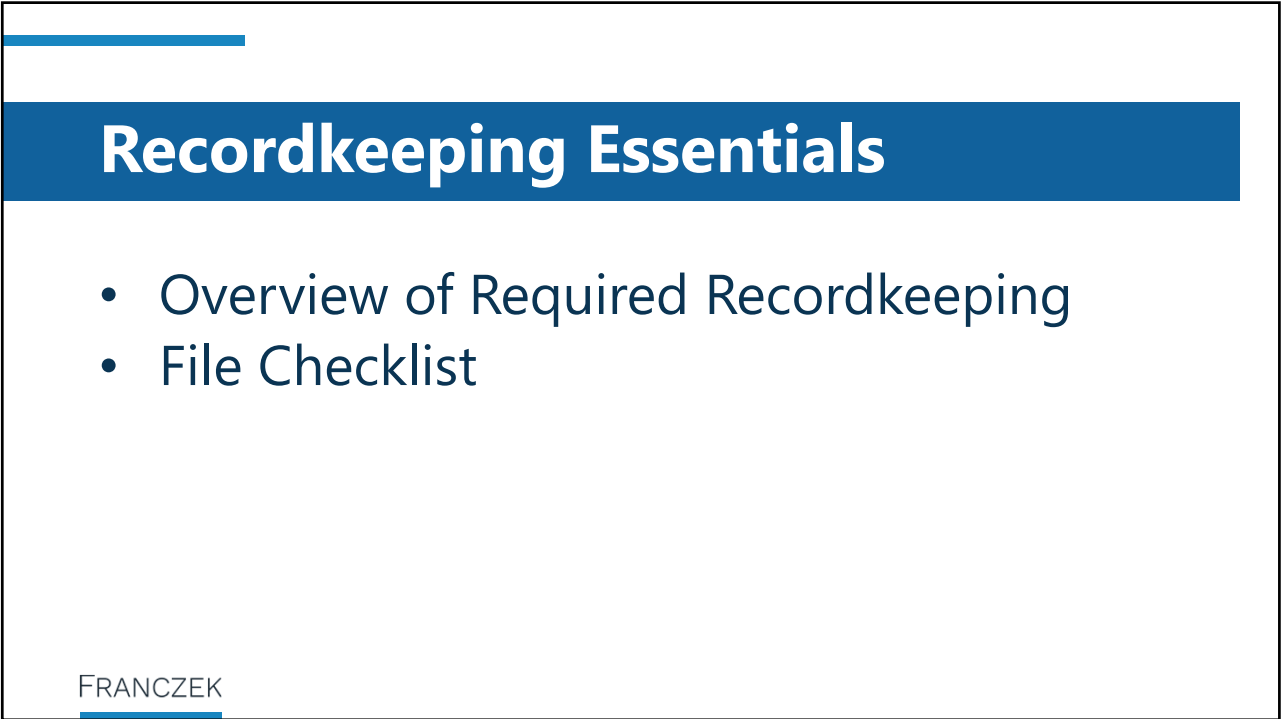 Recordkeeping Essentials
• Overview of Required Recordkeeping
• File Checklist
FRANCZEK